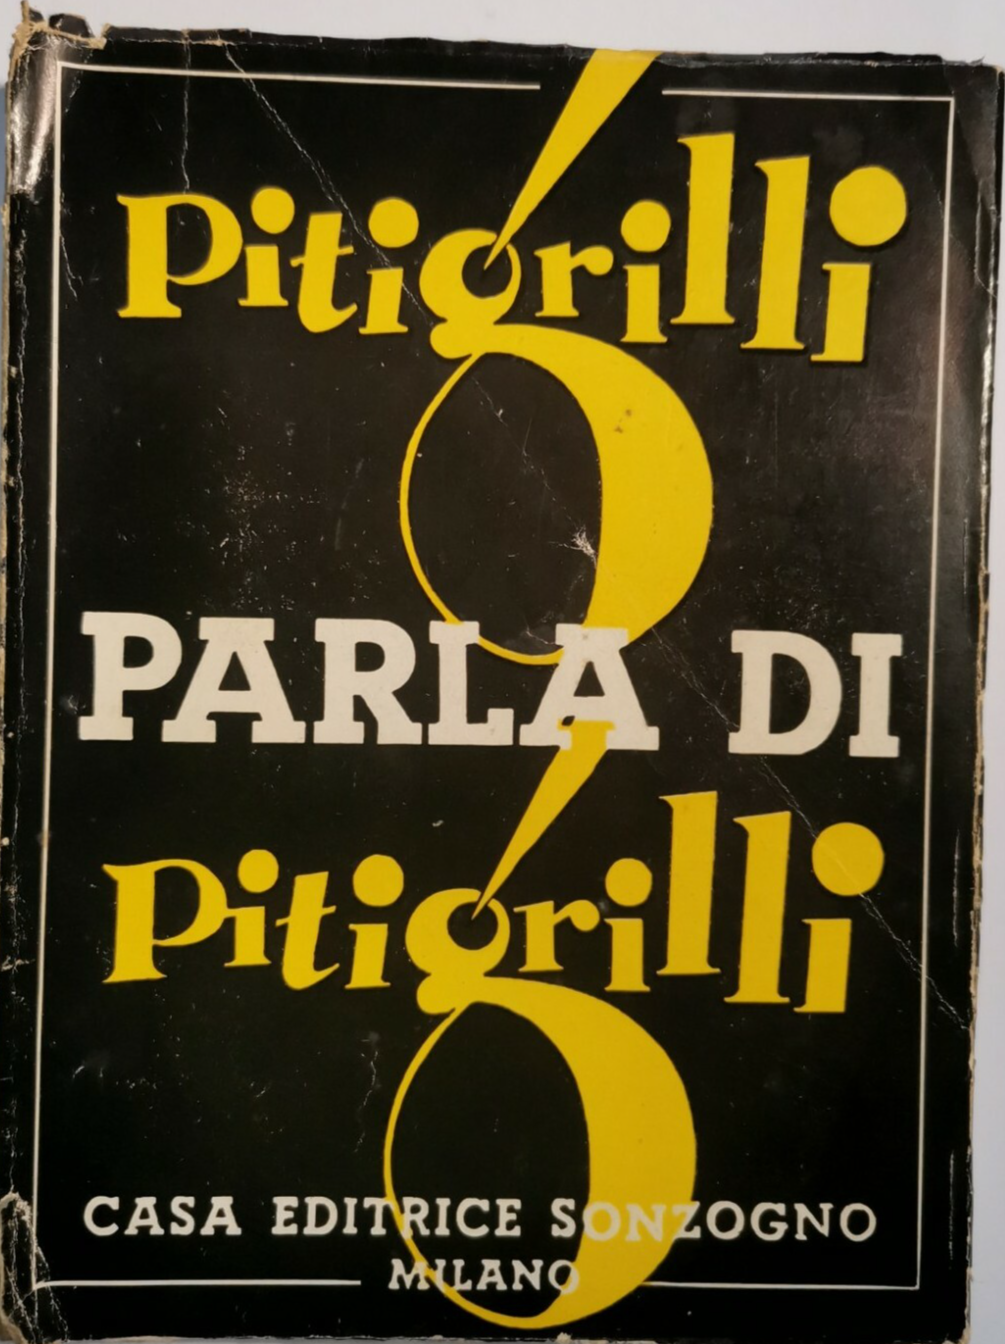 Pitigrilli
PARLA DI
Pitigrilli
CASA EDITRICE SONZOGNO
MILANO